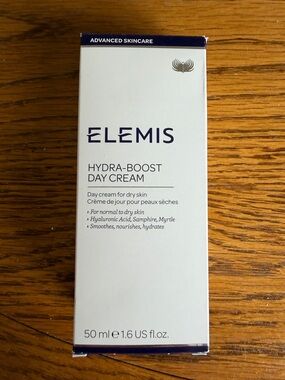 ADVANCED SKINCARE
ELEMIS
HYDRA-BOOST
DAY CREAM
Day cream for dry skin
Crème de jour pour peaux sèches
• For normal to dry skin
• Hyaluronic Acid, Samphire, Myrtle
• Smoothes, nourishes, hydrates
50 ml ℮ 1.6 US fl.oz.